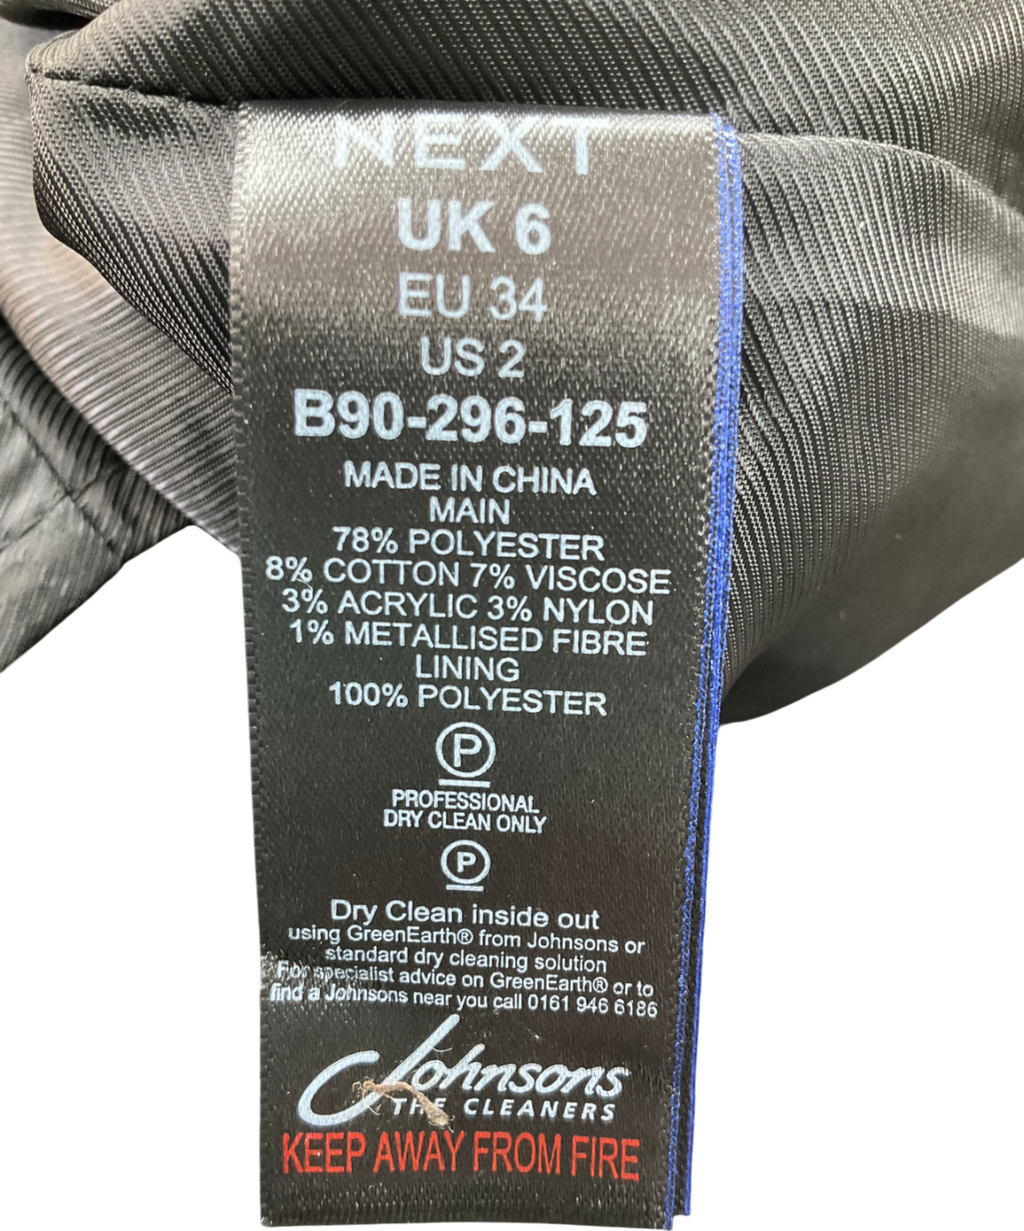 NEXT
UK 6
EU 34
US 2
B90-296-125
MADE IN CHINA
MAIN
78% POLYESTER
8% COTTON 7% VISCOSE
3% ACRYLIC 3% NYLON
1% METALLISED FIBRE
LINING
100% POLYESTER
P
PROFESSIONAL
DRY CLEAN ONLY
P
Dry Clean inside out
using GreenEarth® from Johnsons or
standard dry cleaning solution
For specialist advice on GreenEarth® or to
find a Johnsons near you call 0161 946 6186
Johnsons
THE CLEANERS
KEEP AWAY FROM FIRE